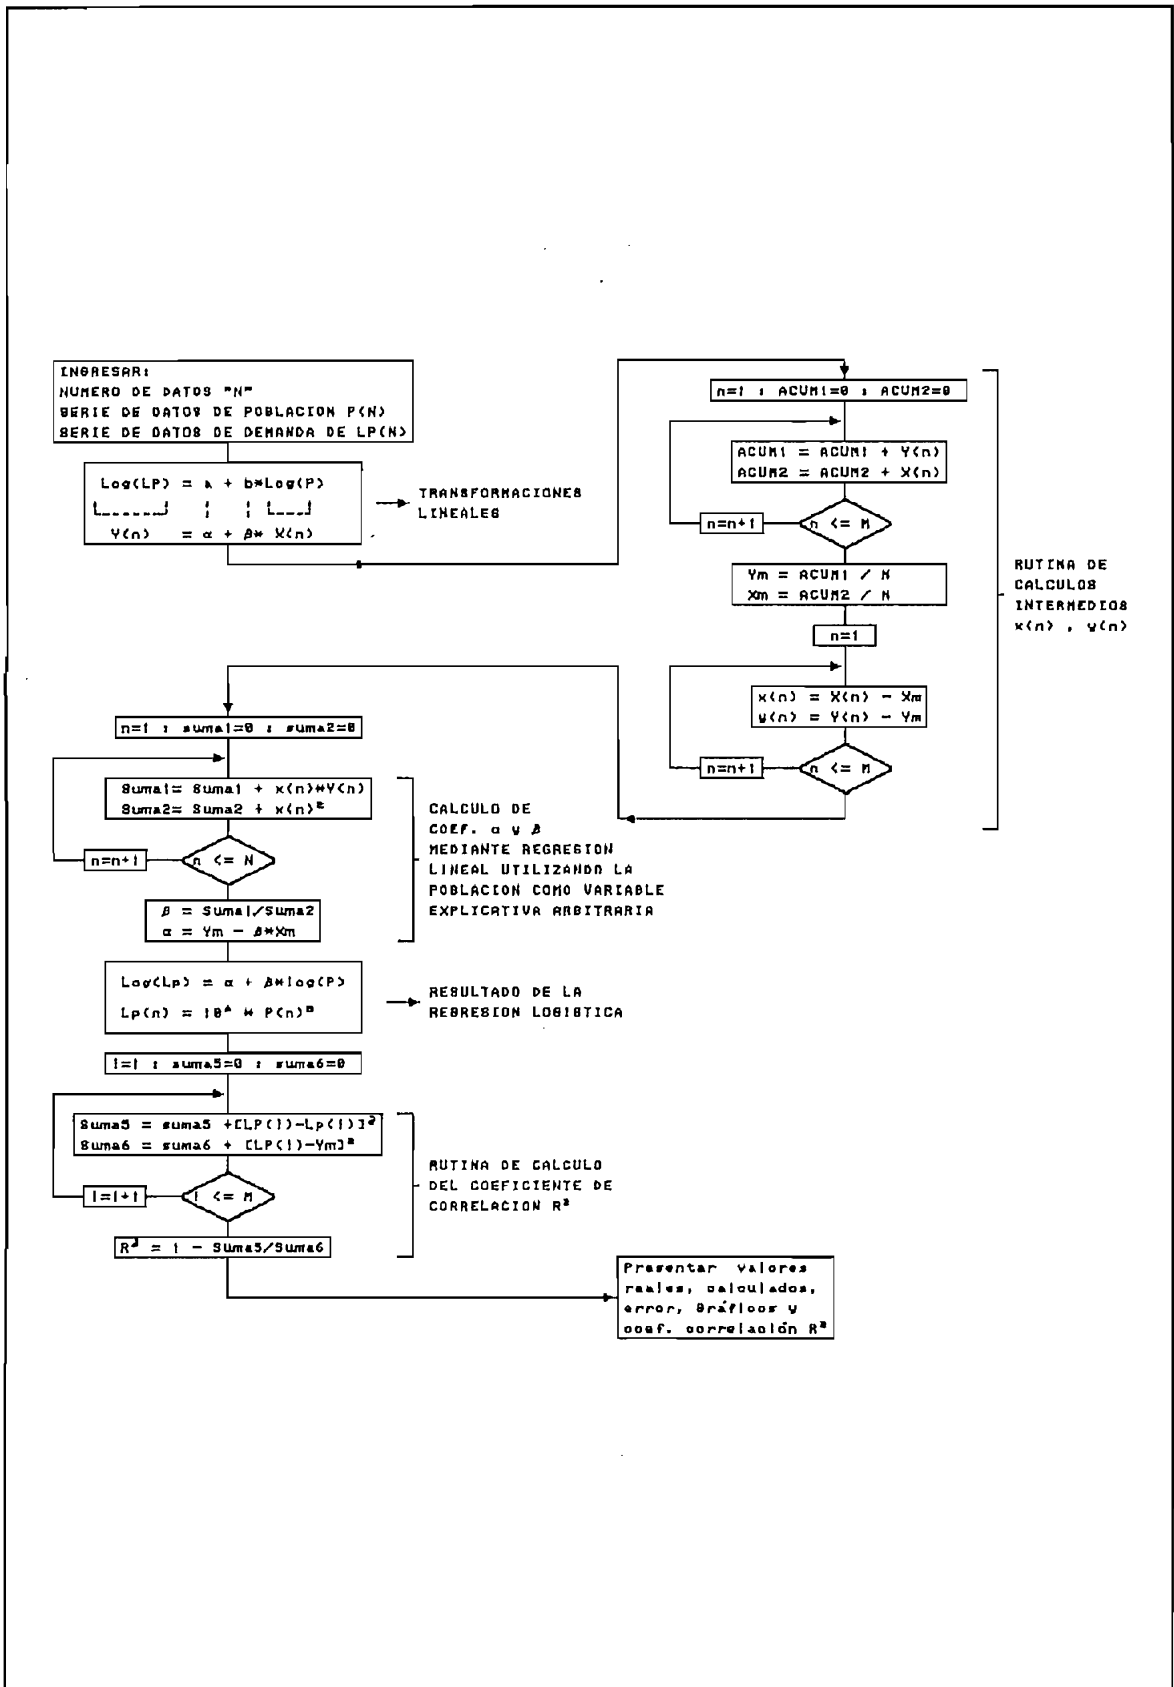 INGRESAR:
NUMERO DE DATOS "N"
SERIE DE DATOS DE POBLACION P(N)
SERIE DE DATOS DE DEMANDA DE LP(N)
Log(LP) = a + b*Log(P)
Y(n) = α + β* X(n)
TRANSFORMACIONES
LINEALES
n=1 : ACUM1=0 : ACUM2=0
ACUM1 = ACUM1 + Y(n)
ACUM2 = ACUM2 + X(n)
n=n+1
n <= N
Ym = ACUM1 / N
Xm = ACUM2 / N
n=1
x(n) = X(n) - Xm
y(n) = Y(n) - Ym
n=n+1
n <= N
RUTINA DE
CALCULOS
INTERMEDIOS
x(n) , y(n)
n=1 : suma1=0 : suma2=0
Suma1= Suma1 + x(n)*Y(n)
Suma2= Suma2 + x(n)²
n=n+1
n <= N
β = Suma1/Suma2
α = Ym - β*Xm
CALCULO DE
COEF. α y β
MEDIANTE REGRESION
LINEAL UTILIZANDO LA
POBLACION COMO VARIABLE
EXPLICATIVA ARBITRARIA
Log(Lp) = α + β*log(P)
Lp(n) = 10^A * P(n)^B
RESULTADO DE LA
REGRESION LOGISTICA
i=1 : suma5=0 : suma6=0
Suma5 = suma5 +[LP(i)-Lp(i)]²
Suma6 = suma6 + [LP(i)-Ym]²
i=i+1
i <= N
R² = 1 - Suma5/Suma6
RUTINA DE CALCULO
DEL COEFICIENTE DE
CORRELACION R²
Presentar valores
reales, calculados,
error, Gráficos y
coef. correlación R²